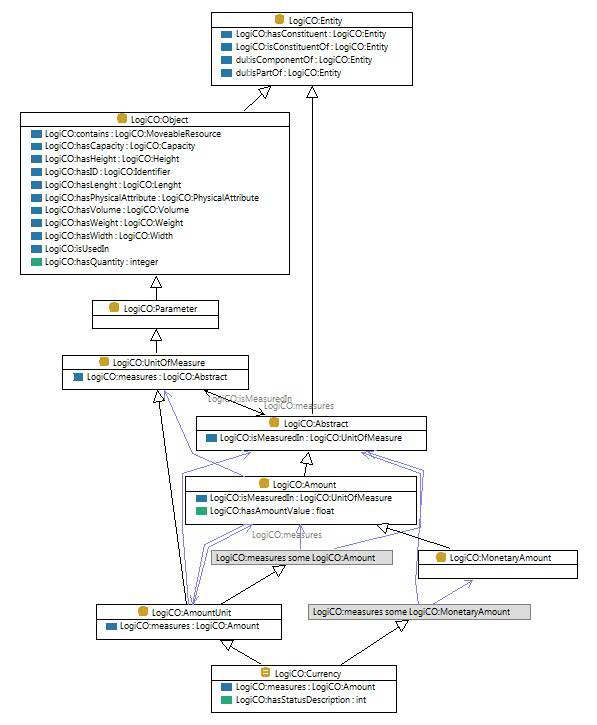 LogiCO:Entity
LogiCO:hasConstituent : LogiCO:Entity
LogiCO:isConstituentOf : LogiCO:Entity
dul:isComponentOf : LogiCO:Entity
dul:isPartOf : LogiCO:Entity
LogiCO:Object
LogiCO:contains : LogiCO:MoveableResource
LogiCO:hasCapacity : LogiCO:Capacity
LogiCO:hasHeight : LogiCO:Height
LogiCO:hasID : LogiCO:Identifier
LogiCO:hasLenght : LogiCO:Lenght
LogiCO:hasPhysicalAttribute : LogiCO:PhysicalAttribute
LogiCO:hasVolume : LogiCO:Volume
LogiCO:hasWeight : LogiCO:Weight
LogiCO:hasWidth : LogiCO:Width
LogiCO:isUsedIn
LogiCO:hasQuantity : integer
LogiCO:Parameter
LogiCO:UnitOfMeasure
LogiCO:measures : LogiCO:Abstract
LogiCO:isMeasuredIn
LogiCO:measures
LogiCO:Abstract
LogiCO:isMeasuredIn : LogiCO:UnitOfMeasure
LogiCO:Amount
LogiCO:isMeasuredIn : LogiCO:UnitOfMeasure
LogiCO:hasAmountValue : float
LogiCO:measures
LogiCO:measures some LogiCO:Amount
LogiCO:MonetaryAmount
LogiCO:AmountUnit
LogiCO:measures : LogiCO:Amount
LogiCO:measures some LogiCO:MonetaryAmount
LogiCO:Currency
LogiCO:measures : LogiCO:Amount
LogiCO:hasStatusDescription : int